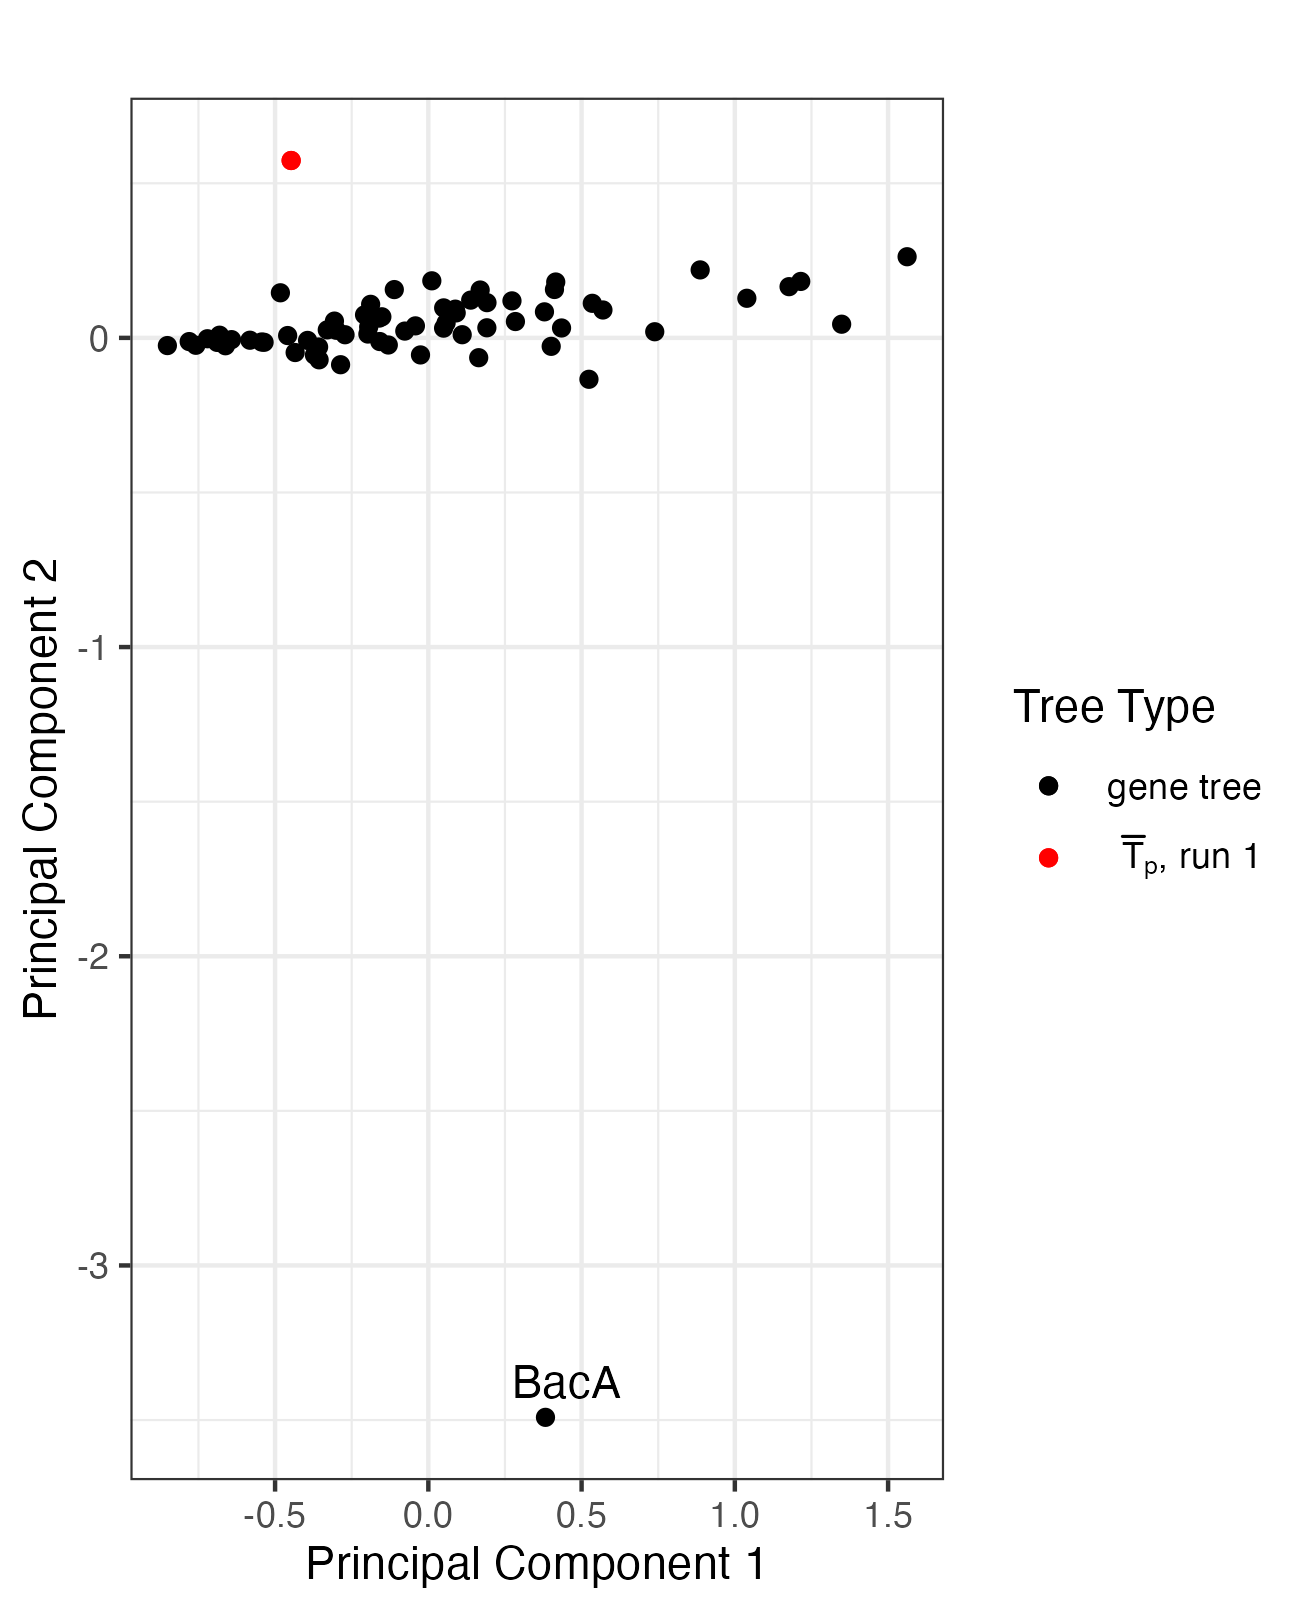 Principal Component 2
0
-1
-2
-3
BacA
-0.5 0.0 0.5 1.0 1.5
Principal Component 1
Tree Type
gene tree
T̅p, run 1